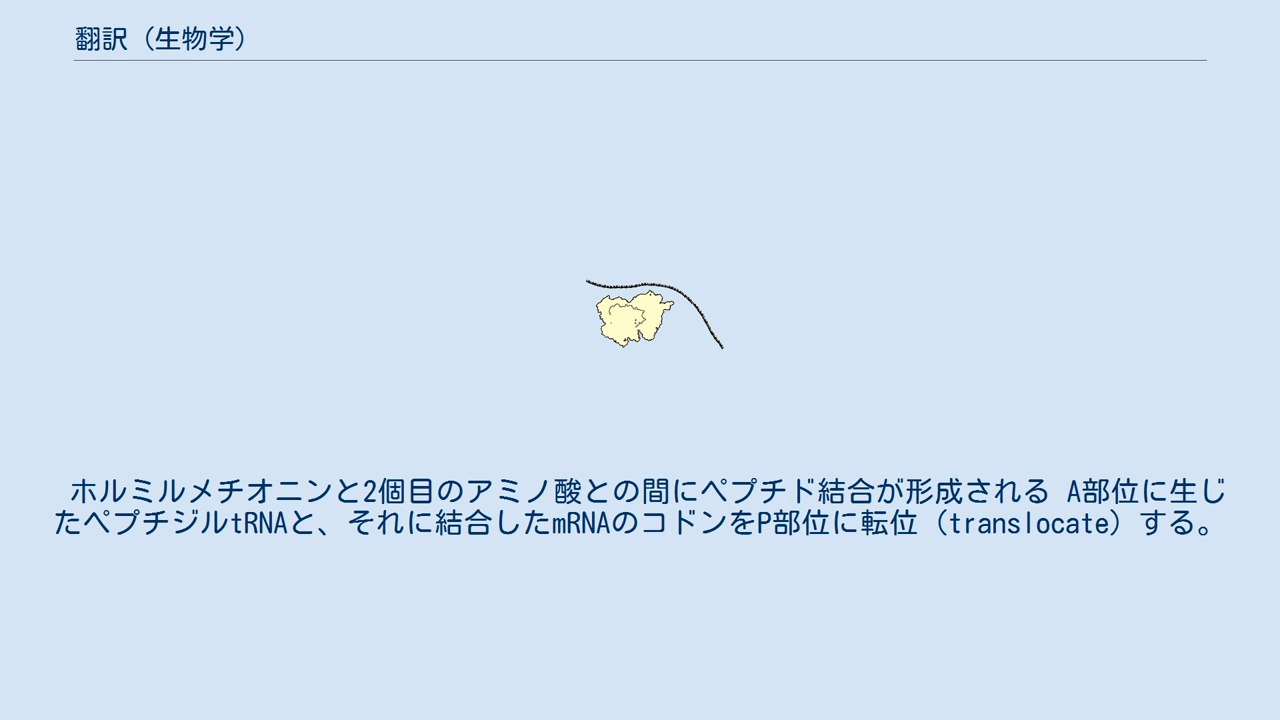 翻訳（生物学）
ホルミルメチオニンと2個目のアミノ酸との間にペプチド結合が形成される A部位に生じ
たペプチジルtRNAと、それに結合したmRNAのコドンをP部位に転位（translocate）する。